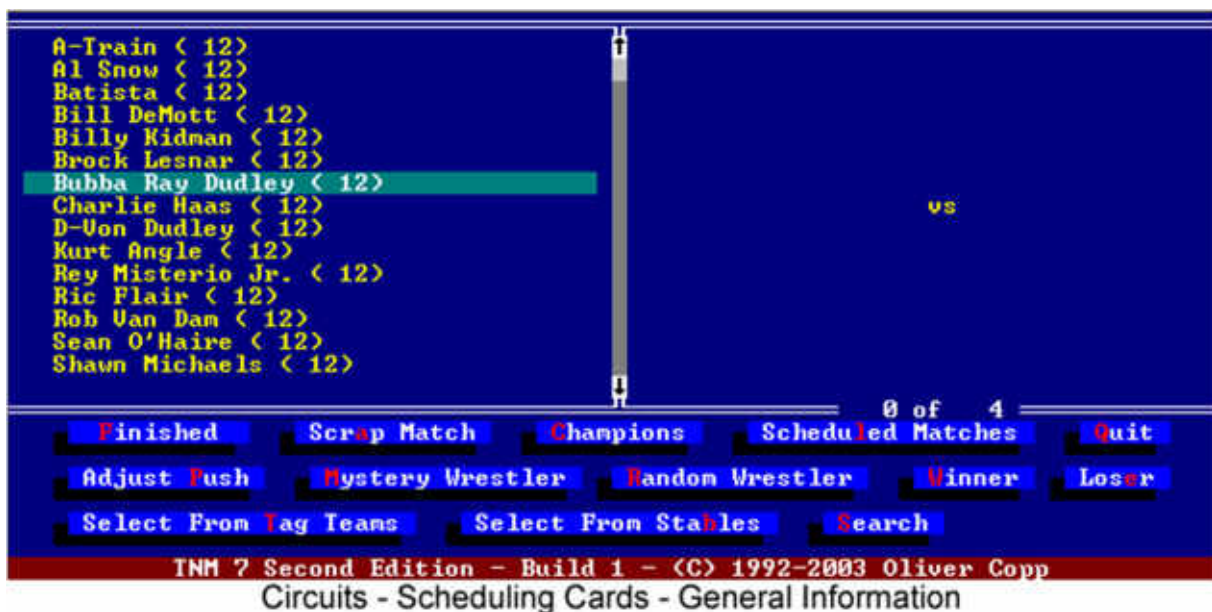 A-Train ( 12)
Al Snow ( 12)
Batista ( 12)
Bill DeMott ( 12)
Billy Kidman ( 12)
Brock Lesnar ( 12)
Bubba Ray Dudley ( 12)
Charlie Haas ( 12)
D-Von Dudley ( 12)
Kurt Angle ( 12)
Rey Misterio Jr. ( 12)
Ric Flair ( 12)
Rob Van Dam ( 12)
Sean O'Haire ( 12)
Shawn Michaels ( 12)
vs
0 of 4
Finished Scrap Match Champions Scheduled Matches Quit
Adjust Push Mystery Wrestler Random Wrestler Winner Loser
Select From Tag Teams Select From Stables Search
TNM 7 Second Edition - Build 1 - (C) 1992-2003 Oliver Copp
Circuits - Scheduling Cards - General Information